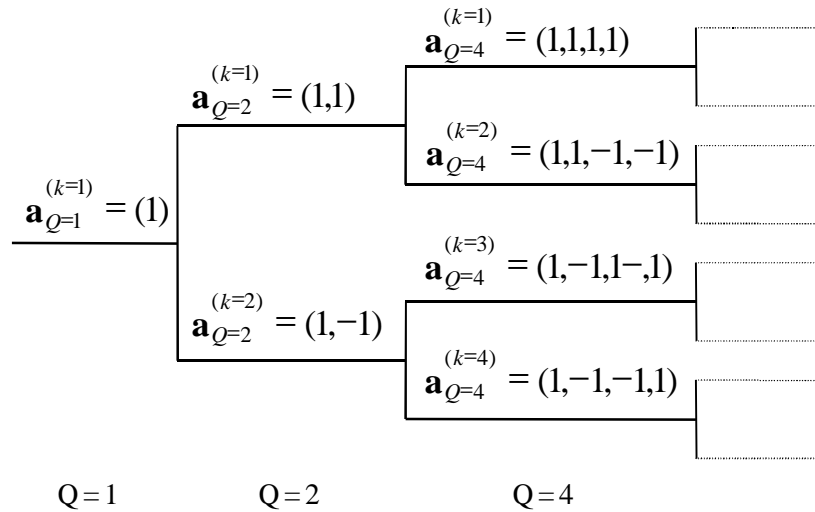 a_{Q=4}^{(k=1)} = (1,1,1,1)
a_{Q=2}^{(k=1)} = (1,1)
a_{Q=4}^{(k=2)} = (1,1,−1,−1)
a_{Q=1}^{(k=1)} = (1)
a_{Q=4}^{(k=3)} = (1,−1,1−,1)
a_{Q=2}^{(k=2)} = (1,−1)
a_{Q=4}^{(k=4)} = (1,−1,−1,1)
Q = 1 Q = 2 Q = 4